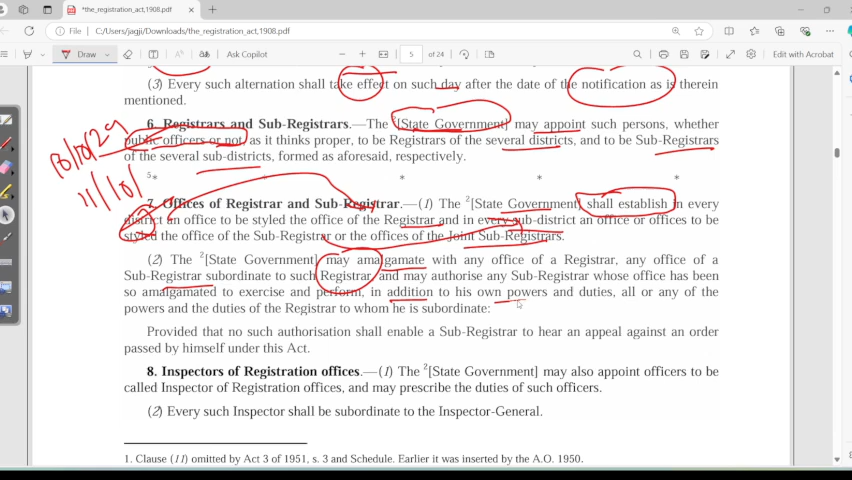 *the_registration_act,1908.pdf
File C:/Users/jagji/Downloads/the_registration_act,1908.pdf
Draw Ask Copilot 5 of 24 Edit with Acrobat
(3) Every such alternation shall take effect on such day after the date of the notification as is therein
mentioned.
6. Registrars and Sub-Registrars.—The 2[State Government] may appoint such persons, whether
public officers or not, as it thinks proper, to be Registrars of the several districts, and to be Sub-Registrars
of the several sub-districts, formed as aforesaid, respectively.
5* * * * *
7. Offices of Registrar and Sub-Registrar.—(1) The 2[State Government] shall establish in every
district an office to be styled the office of the Registrar and in every sub-district an office or offices to be
styled the office of the Sub-Registrar or the offices of the Joint Sub-Registrars.
(2) The 2[State Government] may amalgamate with any office of a Registrar, any office of a
Sub-Registrar subordinate to such Registrar, and may authorise any Sub-Registrar whose office has been
so amalgamated to exercise and perform, in addition to his own powers and duties, all or any of the
powers and the duties of the Registrar to whom he is subordinate:
Provided that no such authorisation shall enable a Sub-Registrar to hear an appeal against an order
passed by himself under this Act.
8. Inspectors of Registration offices.—(1) The 2[State Government] may also appoint officers to be
called Inspector of Registration offices, and may prescribe the duties of such officers.
(2) Every such Inspector shall be subordinate to the Inspector-General.
1. Clause (11) omitted by Act 3 of 1951, s. 3 and Schedule. Earlier it was inserted by the A.O. 1950.